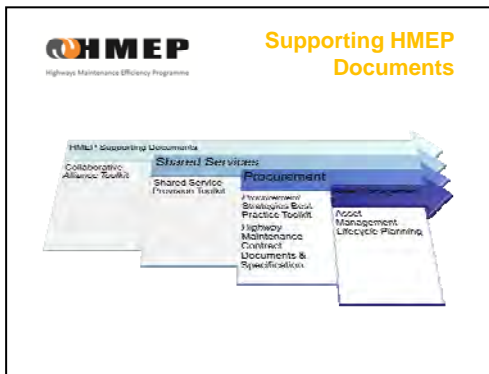 HMEP
Highways Maintenance Efficiency Programme
Supporting HMEP
Documents
HMEP Supporting Documents
Collaborative
Alliance Toolkit
Shared Services
Shared Service
Provision Toolkit
Procurement
Procurement
Strategies Best
Practice Toolkit
Highway
Maintenance
Contract
Documents &
Specification
Asset
Management
Lifecycle Planning